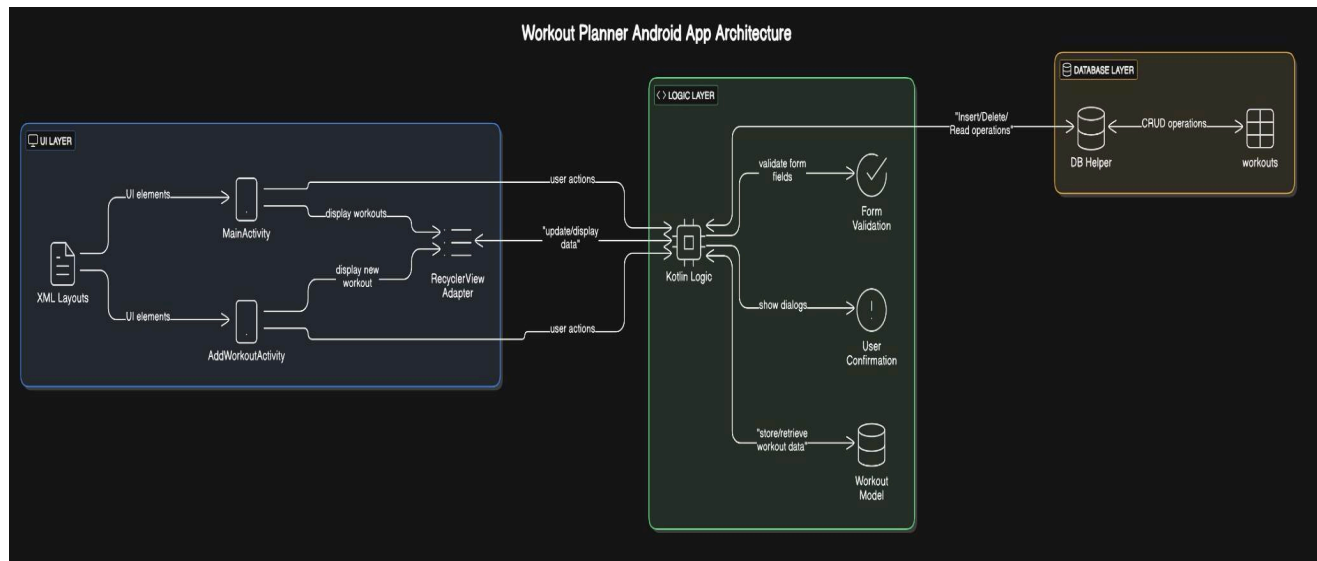 Workout Planner Android App Architecture
UI LAYER
XML Layouts
UI elements
UI elements
MainActivity
AddWorkoutActivity
display workouts
display new
workout
RecyclerView
Adapter
user actions
"update/display
data"
user actions
<> LOGIC LAYER
Kotlin Logic
validate form
fields
Form
Validation
show dialogs
User
Confirmation
"store/retrieve
workout data"
Workout
Model
"Insert/Delete/
Read operations"
DATABASE LAYER
DB Helper
CRUD operations
workouts